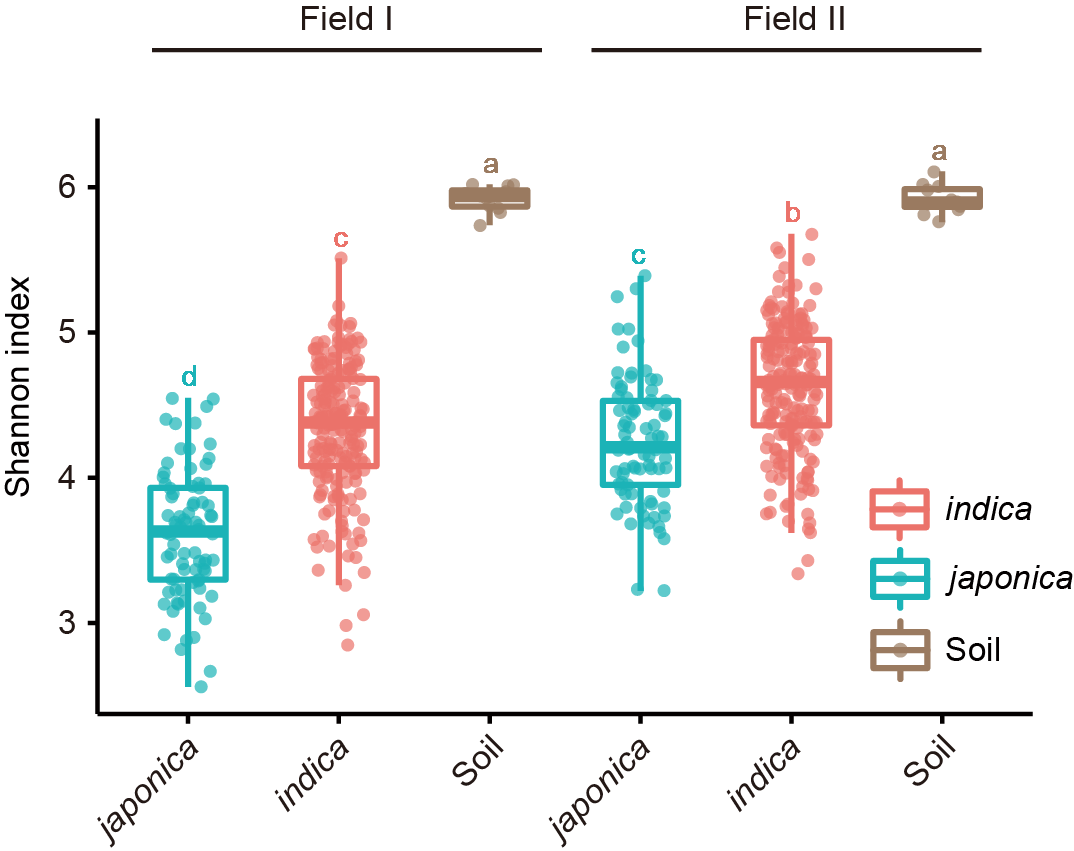 Field I
Field II
Shannon index
6
5
4
3
d
c
a
c
b
a
indica
japonica
Soil
japonica
indica
Soil
japonica
indica
Soil